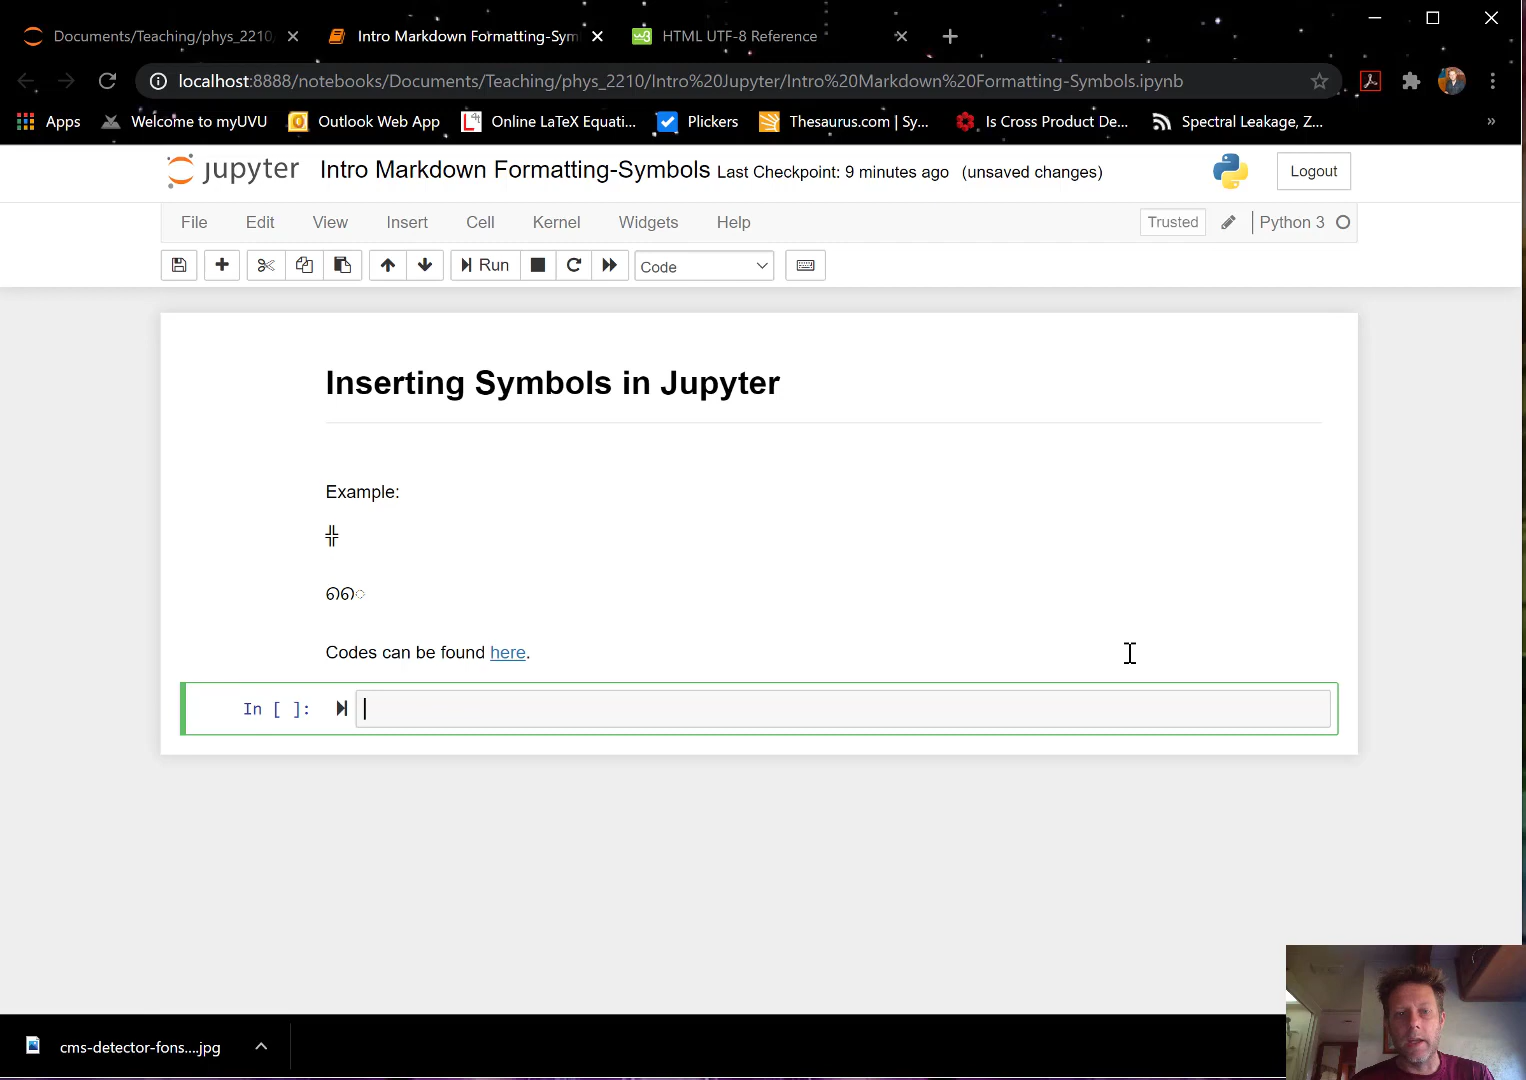 Documents/Teaching/phys_2210/
Intro Markdown Formatting-Sym
HTML UTF-8 Reference
localhost:8888/notebooks/Documents/Teaching/phys_2210/Intro%20Jupyter/Intro%20Markdown%20Formatting-Symbols.ipynb
Apps
Welcome to myUVU
Outlook Web App
Online LaTeX Equati...
Plickers
Thesaurus.com | Sy...
Is Cross Product De...
Spectral Leakage, Z...
»
jupyter Intro Markdown Formatting-Symbols Last Checkpoint: 9 minutes ago (unsaved changes)
Logout
File Edit View Insert Cell Kernel Widgets Help
Trusted
Python 3
Run
Code
Inserting Symbols in Jupyter
Example:
╬
Codes can be found here.
In [ ]:
cms-detector-fons....jpg